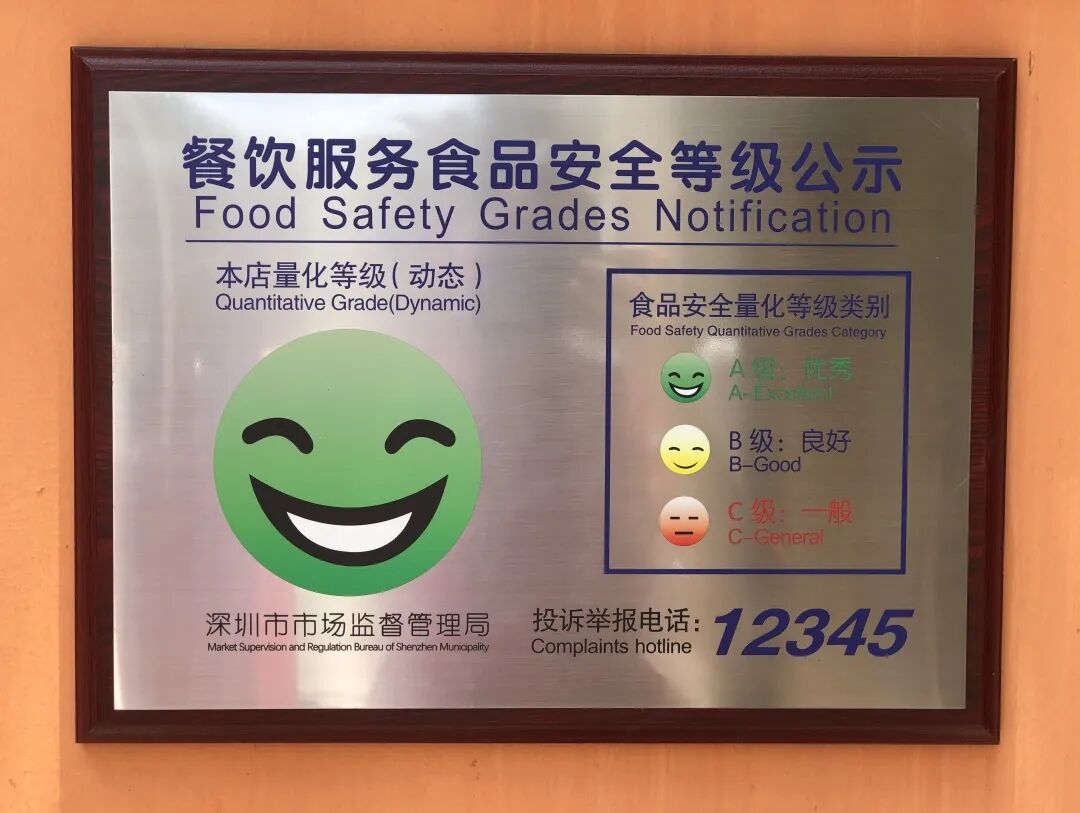 餐饮服务食品安全等级公示
Food Safety Grades Notification
本店量化等级(动态)
Quantitative Grade(Dynamic)
深圳市市场监督管理局
Market Supervision and Regulation Bureau of Shenzhen Municipality
食品安全量化等级类别
Food Safety Quantitative Grades Category
A级：优秀
A-Excellent
B级：良好
B-Good
C级：一般
C-General
投诉举报电话：12345
Complaints hotline